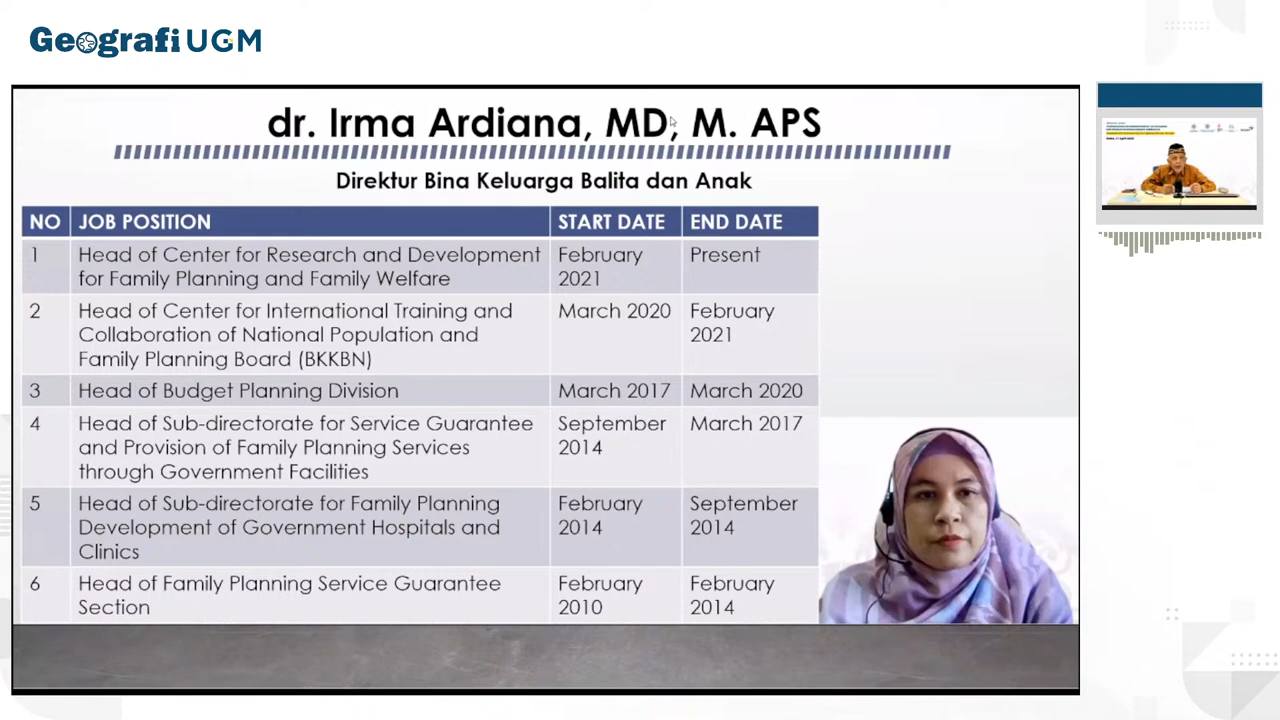 Geografi UGM
dr. Irma Ardiana, MD, M. APS
Direktur Bina Keluarga Balita dan Anak
NO JOB POSITION START DATE END DATE
1 Head of Center for Research and Development February Present
for Family Planning and Family Welfare 2021
2 Head of Center for International Training and March 2020 February
Collaboration of National Population and 2021
Family Planning Board (BKKBN)
3 Head of Budget Planning Division March 2017 March 2020
4 Head of Sub-directorate for Service Guarantee September March 2017
and Provision of Family Planning Services 2014
through Government Facilities
5 Head of Sub-directorate for Family Planning February September
Development of Government Hospitals and 2014 2014
Clinics
6 Head of Family Planning Service Guarantee February February
Section 2010 2014